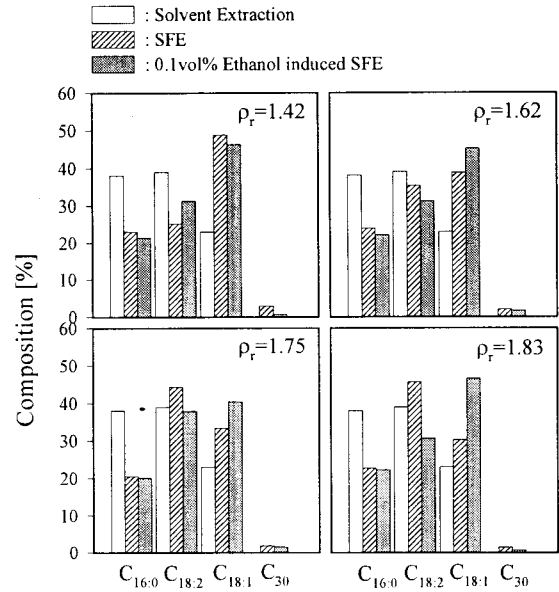 : Solvent Extraction
: SFE
: 0.1vol% Ethanol induced SFE
Composition [%]
60
50
40
30
20
10
0
ρr=1.42
ρr=1.62
60
50
40
30
20
10
0
ρr=1.75
ρr=1.83
C16:0 C18:2 C18:1 C30
C16:0 C18:2 C18:1 C30